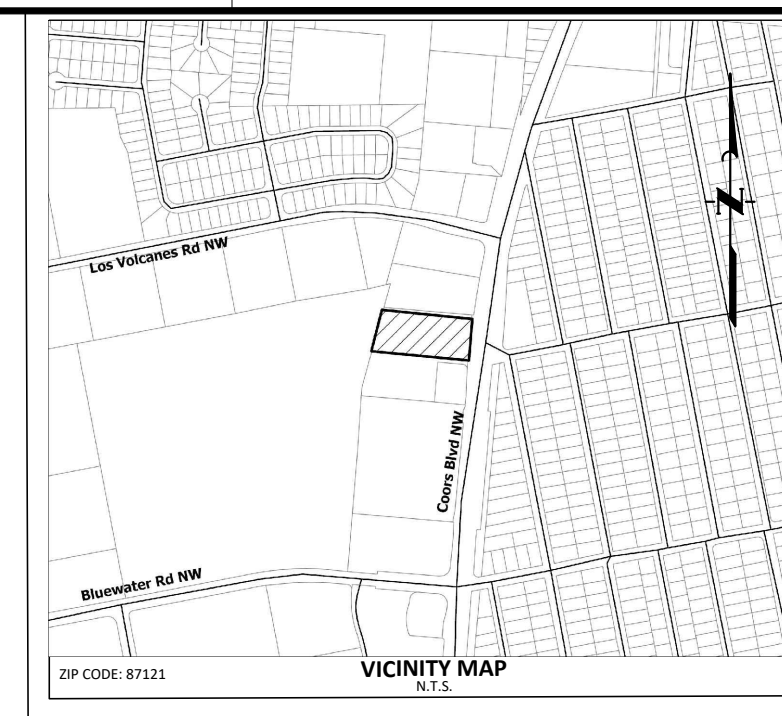 N
Los Volcanes Rd NW
Coors Blvd NW
Bluewater Rd NW
ZIP CODE: 87121
VICINITY MAP
N.T.S.